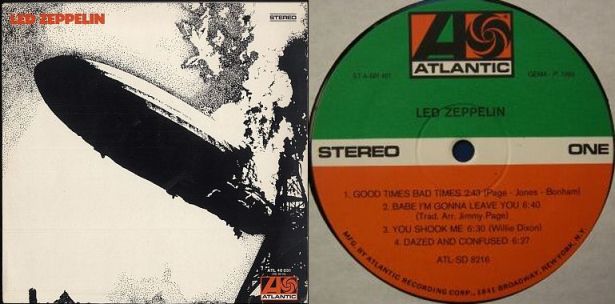 LED ZEPPELIN
STEREO
ATLANTIC
ATLANTIC
LED ZEPPELIN
STEREO
ONE
1. GOOD TIMES BAD TIMES 2:43 (Page - Jones - Bonham)
2. BABE I'M GONNA LEAVE YOU 6:40
(Trad. Arr. Jimmy Page)
3. YOU SHOOK ME 6:30 (Willie Dixon)
4. DAZED AND CONFUSED 6:27
ATL-SD 8216
MFG. BY ATLANTIC RECORDING CORP., 1841 BROADWAY, NEW YORK, N.Y.